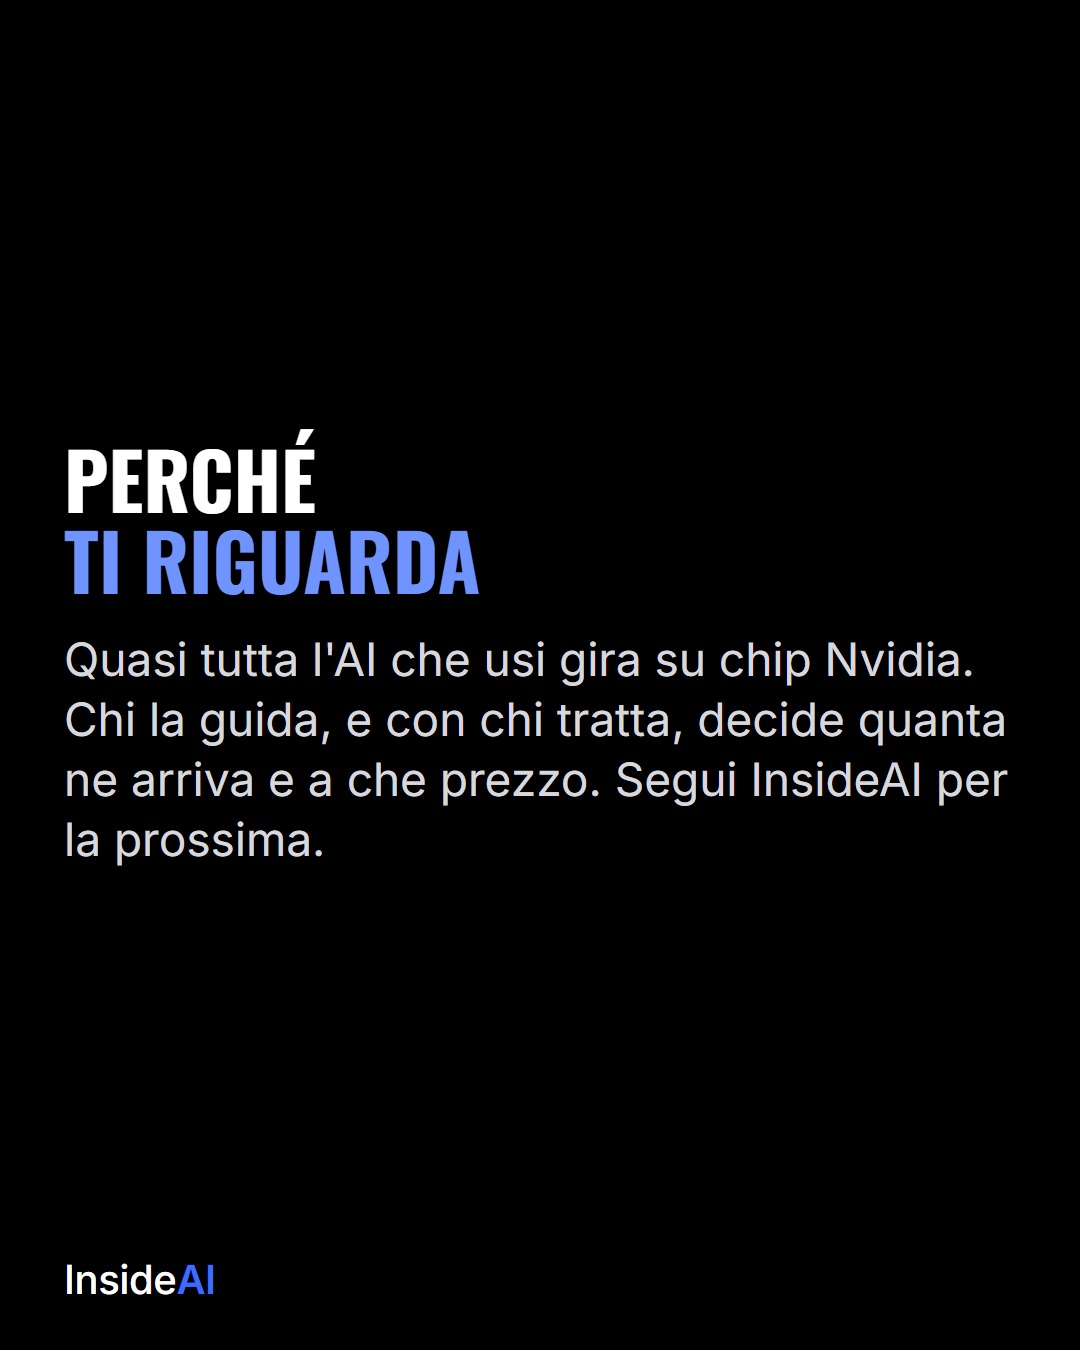 PERCHÉ
TI RIGUARDA
Quasi tutta l'AI che usi gira su chip Nvidia.
Chi la guida, e con chi tratta, decide quanta
ne arriva e a che prezzo. Segui InsideAI per
la prossima.
InsideAI